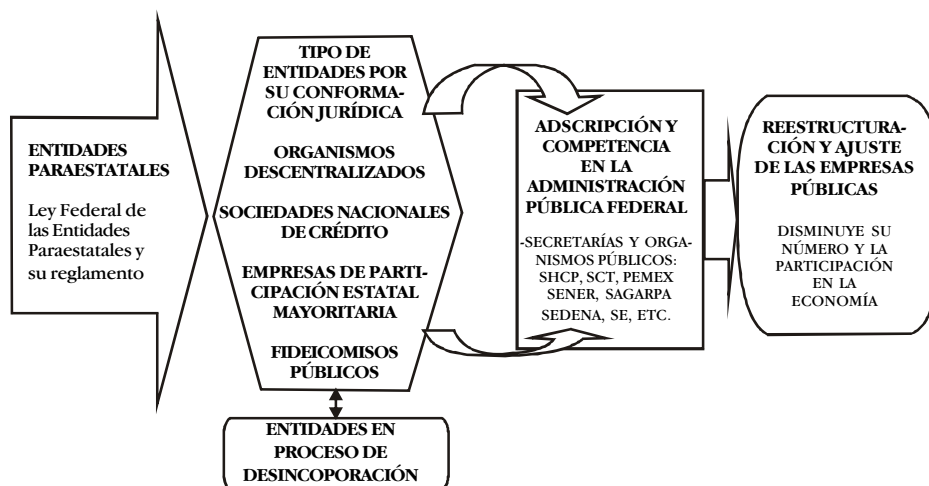 ENTIDADES
PARAESTATALES
Ley Federal de
las Entidades
Paraestatales y
su reglamento
TIPO DE
ENTIDADES POR
SU CONFORMA-
CIÓN JURÍDICA
ORGANISMOS
DESCENTRALIZADOS
SOCIEDADES NACIONALES
DE CRÉDITO
EMPRESAS DE PARTI-
CIPACIÓN ESTATAL
MAYORITARIA
FIDEICOMISOS
PÚBLICOS
ENTIDADES EN
PROCESO DE
DESINCOPORACIÓN
ADSCRIPCIÓN Y
COMPETENCIA
EN LA
ADMINISTRACIÓN
PÚBLICA FEDERAL
-SECRETARÍAS Y ORGA-
NISMOS PÚBLICOS:
SHCP, SCT, PEMEX
SENER, SAGARPA
SEDENA, SE, ETC.
REESTRUCTURA-
CIÓN Y AJUSTE
DE LAS EMPRESAS
PÚBLICAS
DISMINUYE SU
NÚMERO Y LA
PARTICIPACIÓN
EN LA
ECONOMÍA